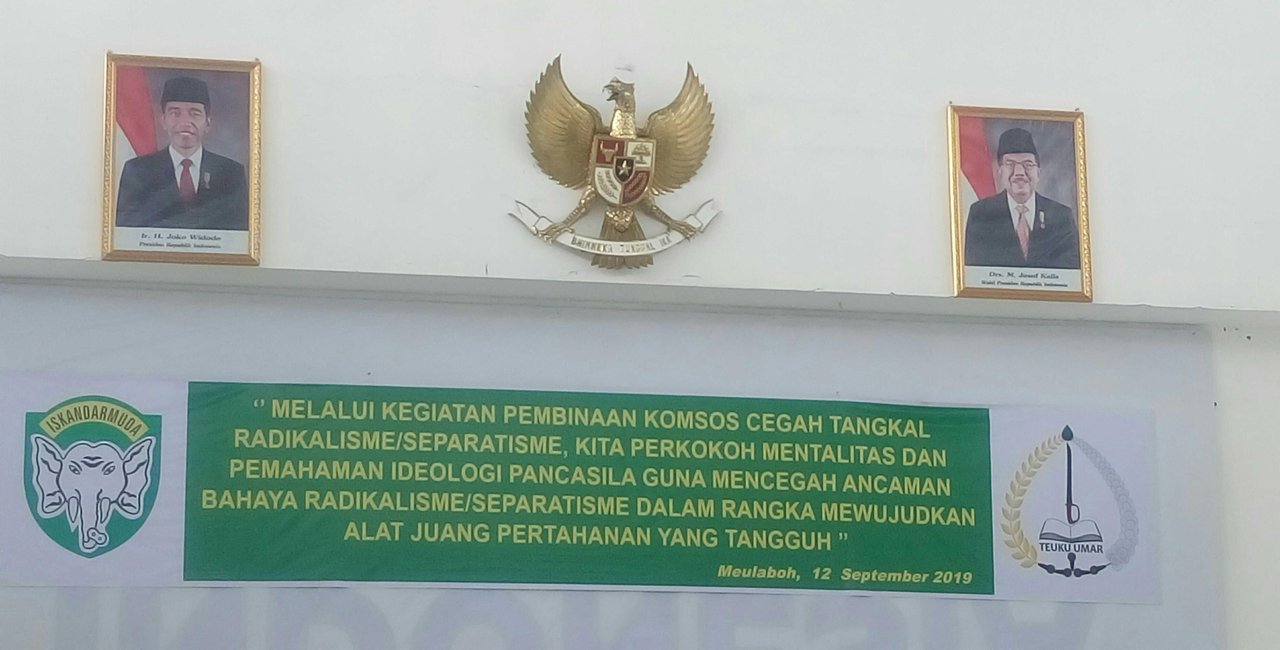 Ir. H. Joko Widodo
Presiden Republik Indonesia
BHINNEKA TUNGGAL IKA
Drs. M. Jusuf Kalla
Wakil Presiden Republik Indonesia
ISKANDARMUDA
“ MELALUI KEGIATAN PEMBINAAN KOMSOS CEGAH TANGKAL
RADIKALISME/SEPARATISME, KITA PERKOKOH MENTALITAS DAN
PEMAHAMAN IDEOLOGI PANCASILA GUNA MENCEGAH ANCAMAN
BAHAYA RADIKALISME/SEPARATISME DALAM RANGKA MEWUJUDKAN
ALAT JUANG PERTAHANAN YANG TANGGUH ”
Meulaboh, 12 September 2019
TEUKU UMAR
INDONESIA